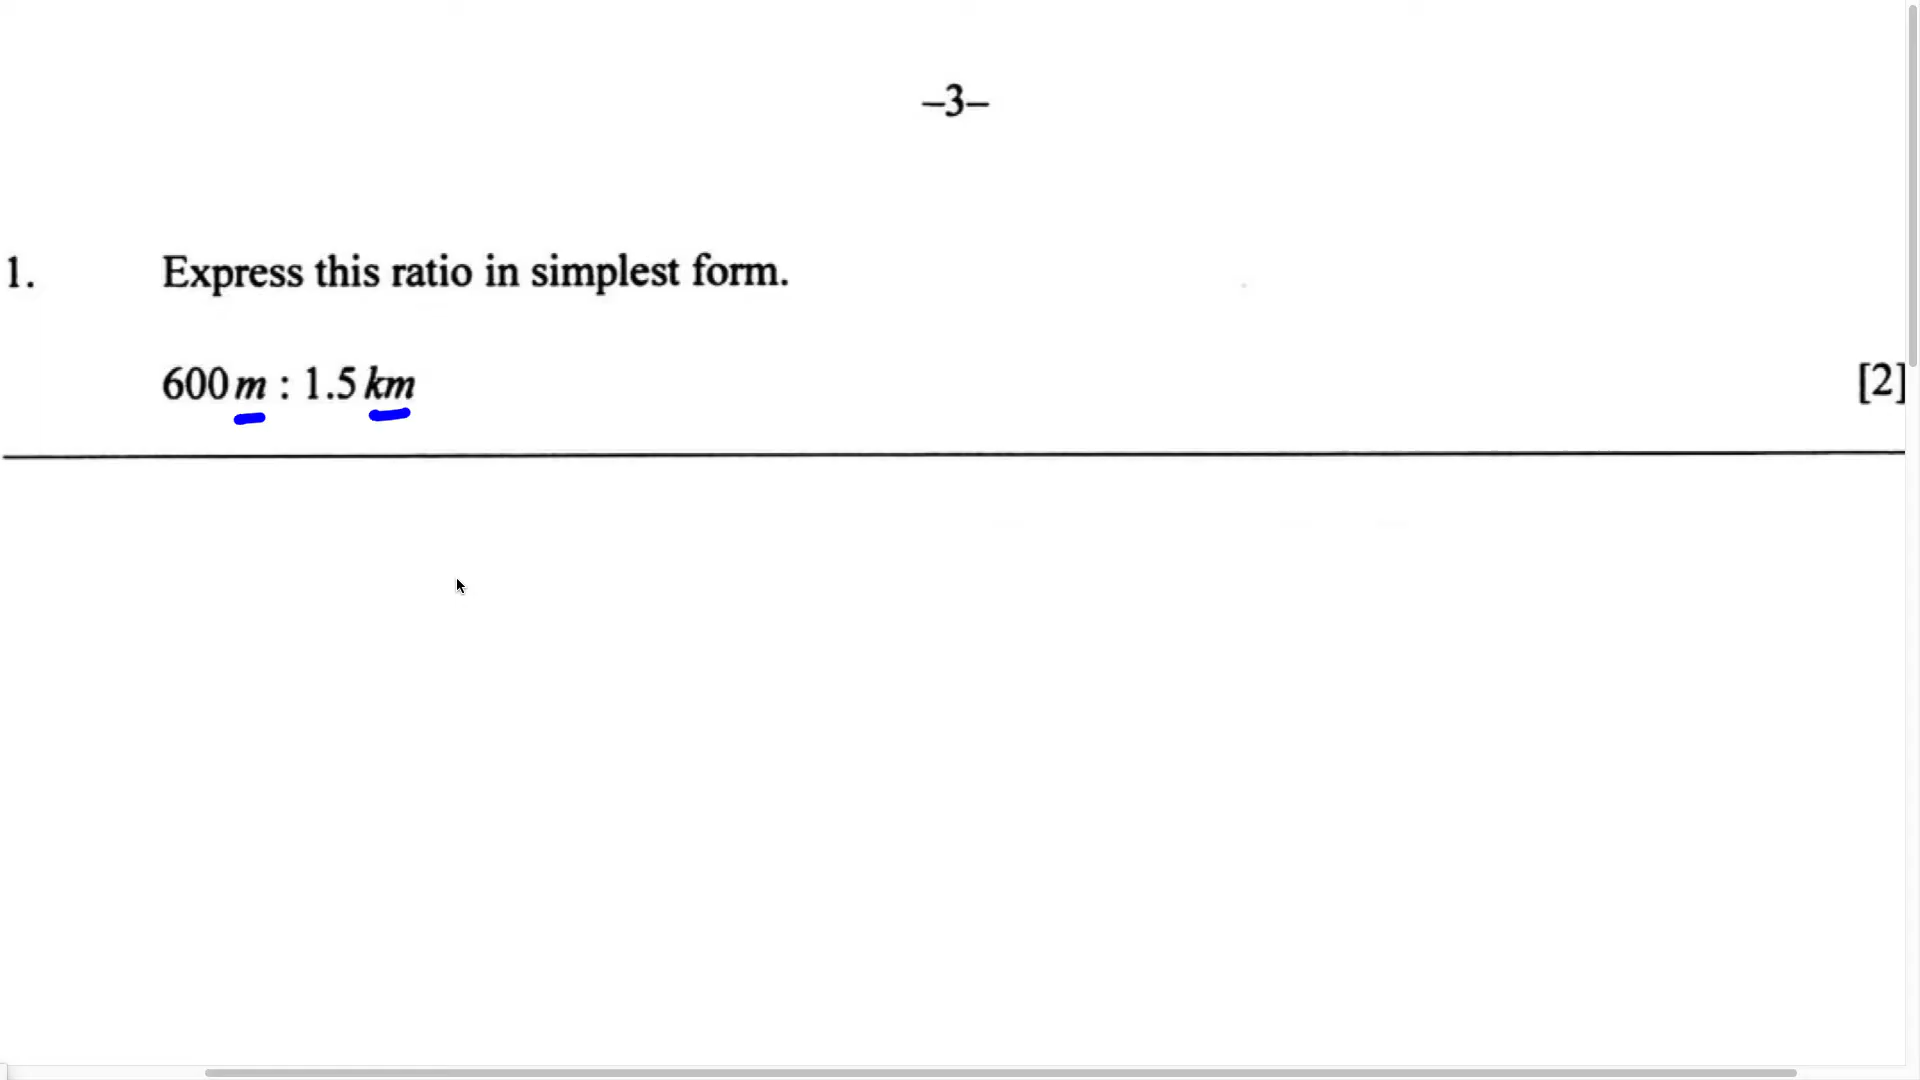 –3–
1. Express this ratio in simplest form.
600 m : 1.5 km [2]